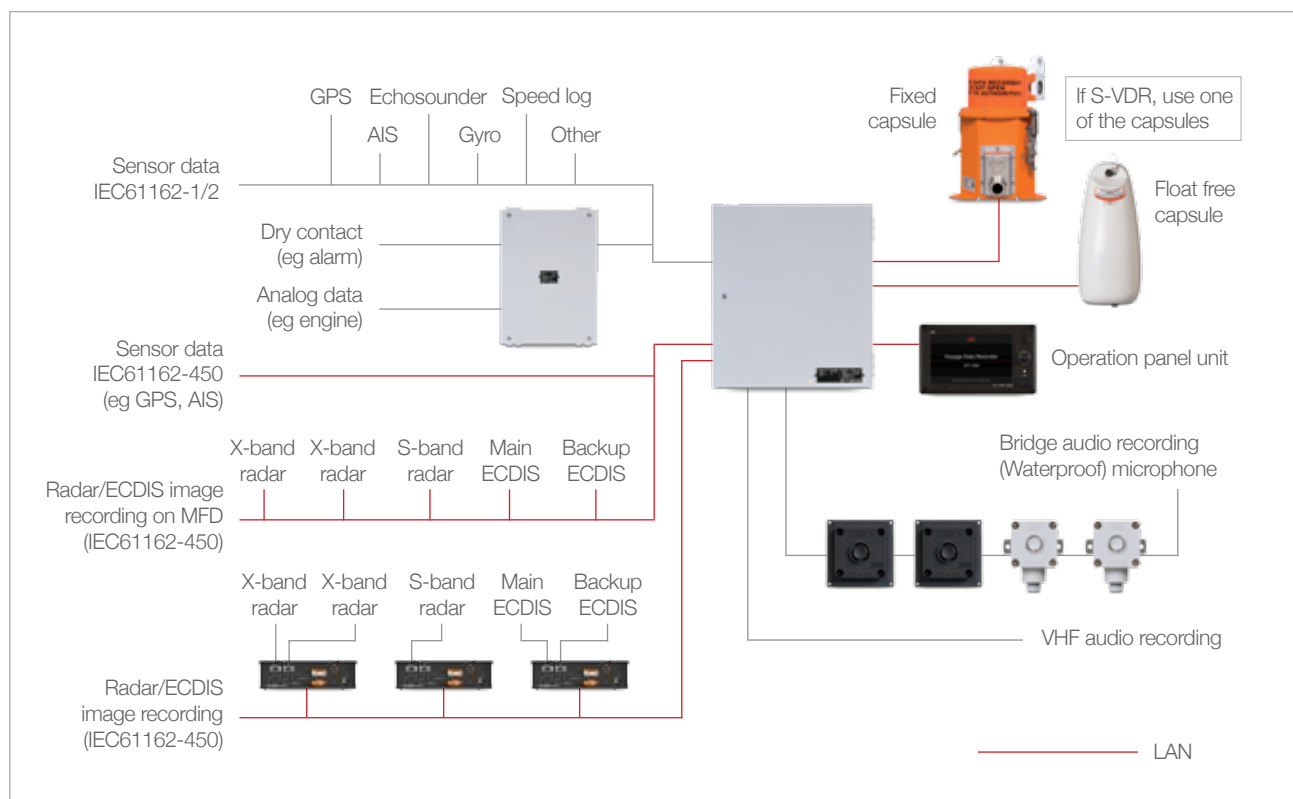 GPS
Echosounder
Speed log
AIS
Gyro
Other
Sensor data
IEC61162-1/2
Dry contact
(eg alarm)
Analog data
(eg engine)
Sensor data
IEC61162-450
(eg GPS, AIS)
X-band
radar
X-band
radar
S-band
radar
Main
ECDIS
Backup
ECDIS
Radar/ECDIS image
recording on MFD
(IEC61162-450)
X-band
radar
X-band
radar
S-band
radar
Main
ECDIS
Backup
ECDIS
Radar/ECDIS
image recording
(IEC61162-450)
Fixed
capsule
If S-VDR, use one
of the capsules
Float free
capsule
Voyage Data Recorder
Operation panel unit
Bridge audio recording
(Waterproof) microphone
VHF audio recording
LAN